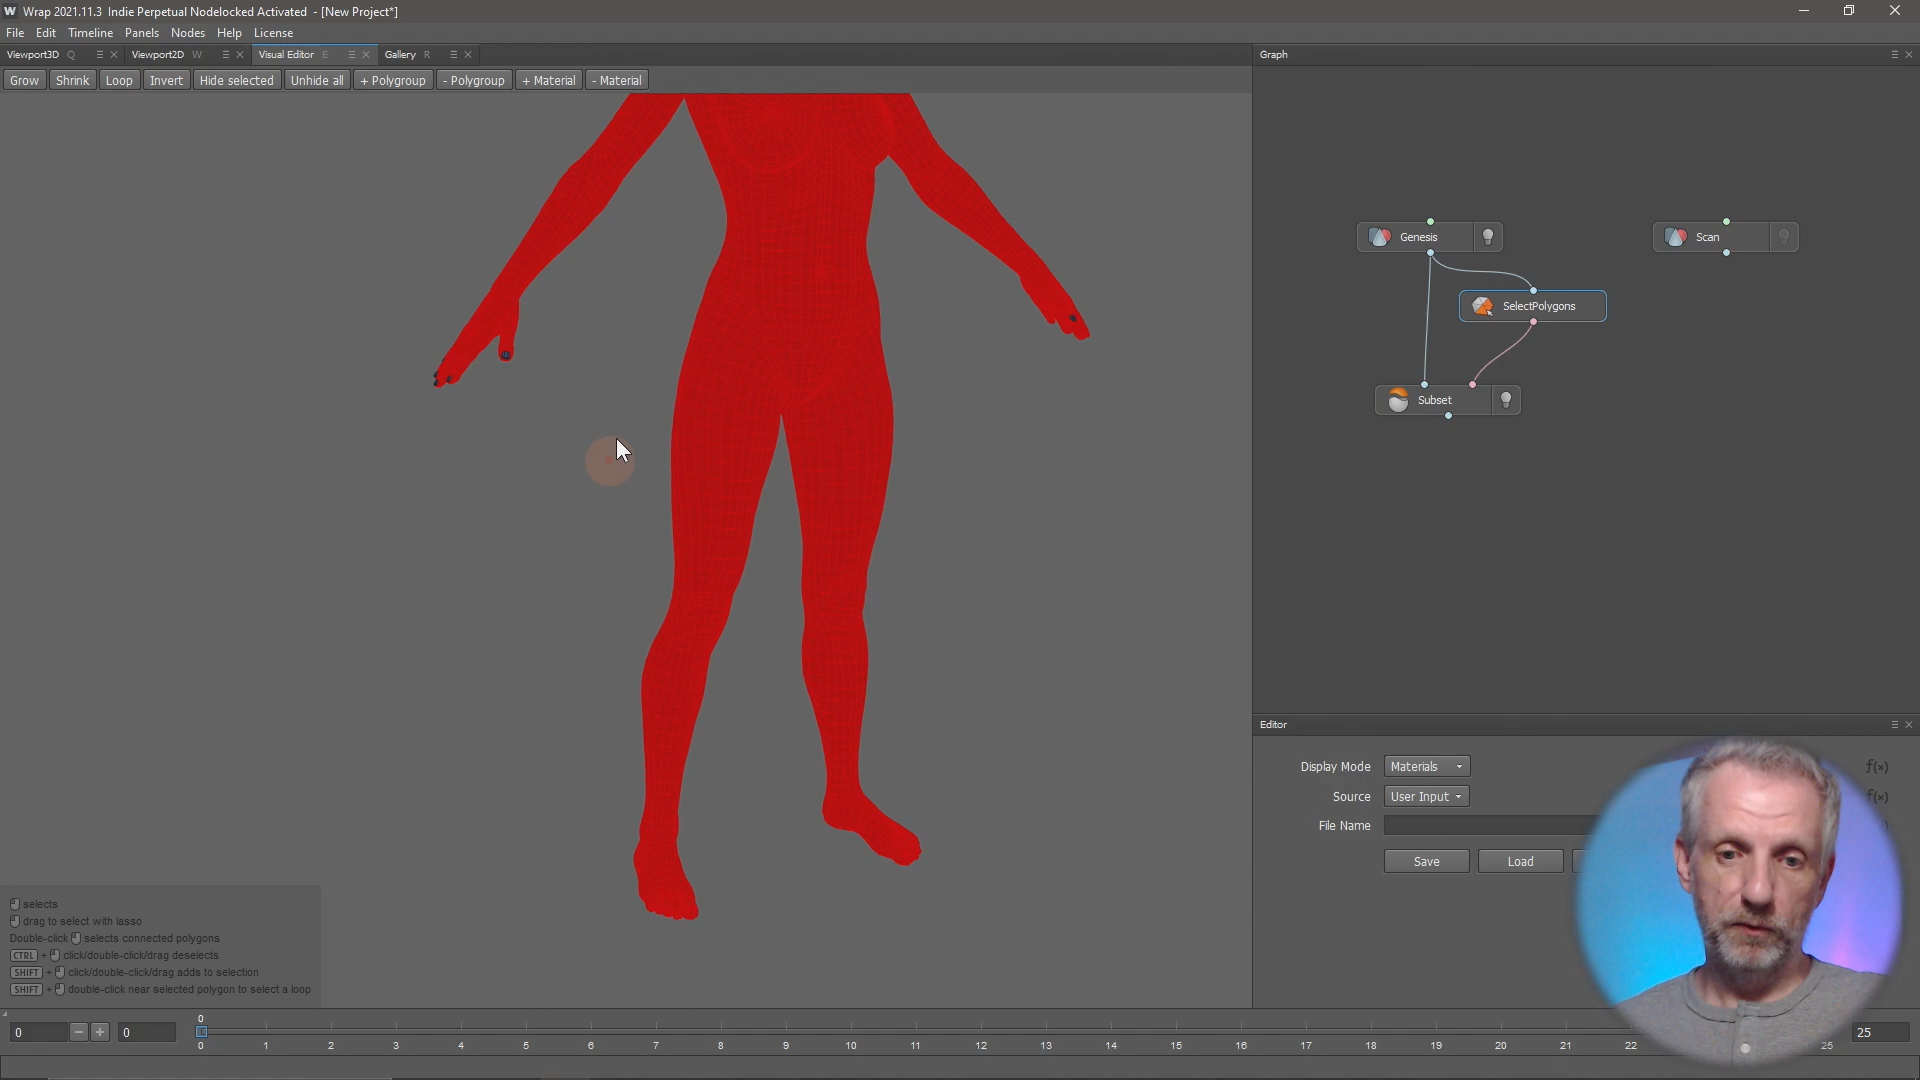 W Wrap 2021.11.3 Indie Perpetual Nodelocked Activated - [New Project*]
File Edit Timeline Panels Nodes Help License
Viewport3D Q Viewport2D W Visual Editor E Gallery R Graph
Grow Shrink Loop Invert Hide selected Unhide all + Polygroup - Polygroup + Material - Material
Genesis
Scan
SelectPolygons
Subset
Editor
Display Mode Materials f(x)
Source User Input f(x)
File Name
Save Load
selects
drag to select with lasso
Double-click selects connected polygons
CTRL + click/double-click/drag deselects
SHIFT + click/double-click/drag adds to selection
SHIFT + double-click near selected polygon to select a loop
0
0 0 25
0 1 2 3 4 5 6 7 8 9 10 11 12 13 14 15 16 17 18 19 20 21 22 25